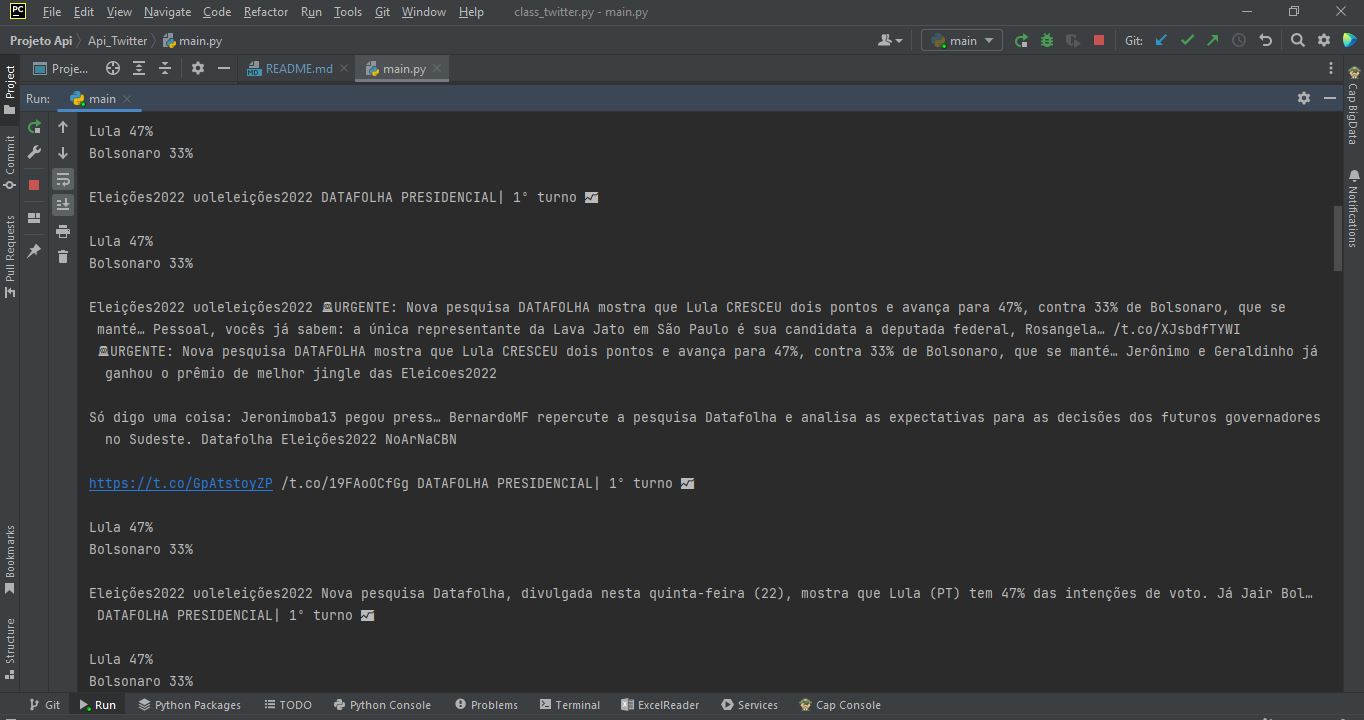 PC File Edit View Navigate Code Refactor Run Tools Git Window Help class_twitter.py - main.py
Projeto Api Api_Twitter main.py main Git:
Proje... README.md main.py
Run: main
Lula 47%
Bolsonaro 33%
Eleições2022 uoleleições2022 DATAFOLHA PRESIDENCIAL| 1° turno
Lula 47%
Bolsonaro 33%
Eleições2022 uoleleições2022 🚨URGENTE: Nova pesquisa DATAFOLHA mostra que Lula CRESCEU dois pontos e avança para 47%, contra 33% de Bolsonaro, que se
manté… Pessoal, vocês já sabem: a única representante da Lava Jato em São Paulo é sua candidata a deputada federal, Rosangela… /t.co/XJsbdfTYWI
🚨URGENTE: Nova pesquisa DATAFOLHA mostra que Lula CRESCEU dois pontos e avança para 47%, contra 33% de Bolsonaro, que se manté… Jerônimo e Geraldinho já
ganhou o prêmio de melhor jingle das Eleicoes2022
Só digo uma coisa: Jeronimoba13 pegou press… BernardoMF repercute a pesquisa Datafolha e analisa as expectativas para as decisões dos futuros governadores
no Sudeste. Datafolha Eleições2022 NoArNaCBN
https://t.co/GpAtstoyZP /t.co/19FAoOCfGg DATAFOLHA PRESIDENCIAL| 1° turno
Lula 47%
Bolsonaro 33%
Eleições2022 uoleleições2022 Nova pesquisa Datafolha, divulgada nesta quinta-feira (22), mostra que Lula (PT) tem 47% das intenções de voto. Já Jair Bol…
DATAFOLHA PRESIDENCIAL| 1° turno
Lula 47%
Bolsonaro 33%
Project
Commit
Pull Requests
Bookmarks
Structure
Cap BigData
Notifications
Git Run Python Packages TODO Python Console Problems Terminal ExcelReader Services Cap Console